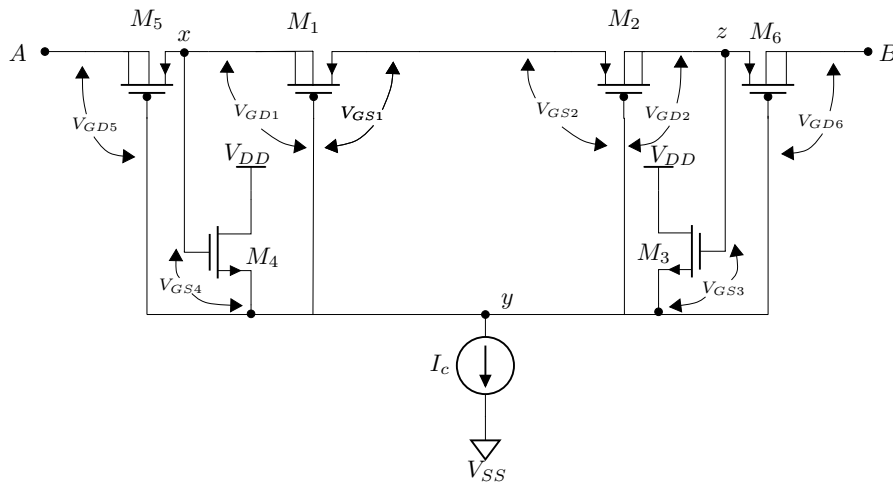 M5 M1 M2 M6
A x z B
VGD5 VGD1 VGS1 VGS2 VGD2 VGD6
VDD VDD
M4 M3
VGS4 VGS3
y
Ic
VSS